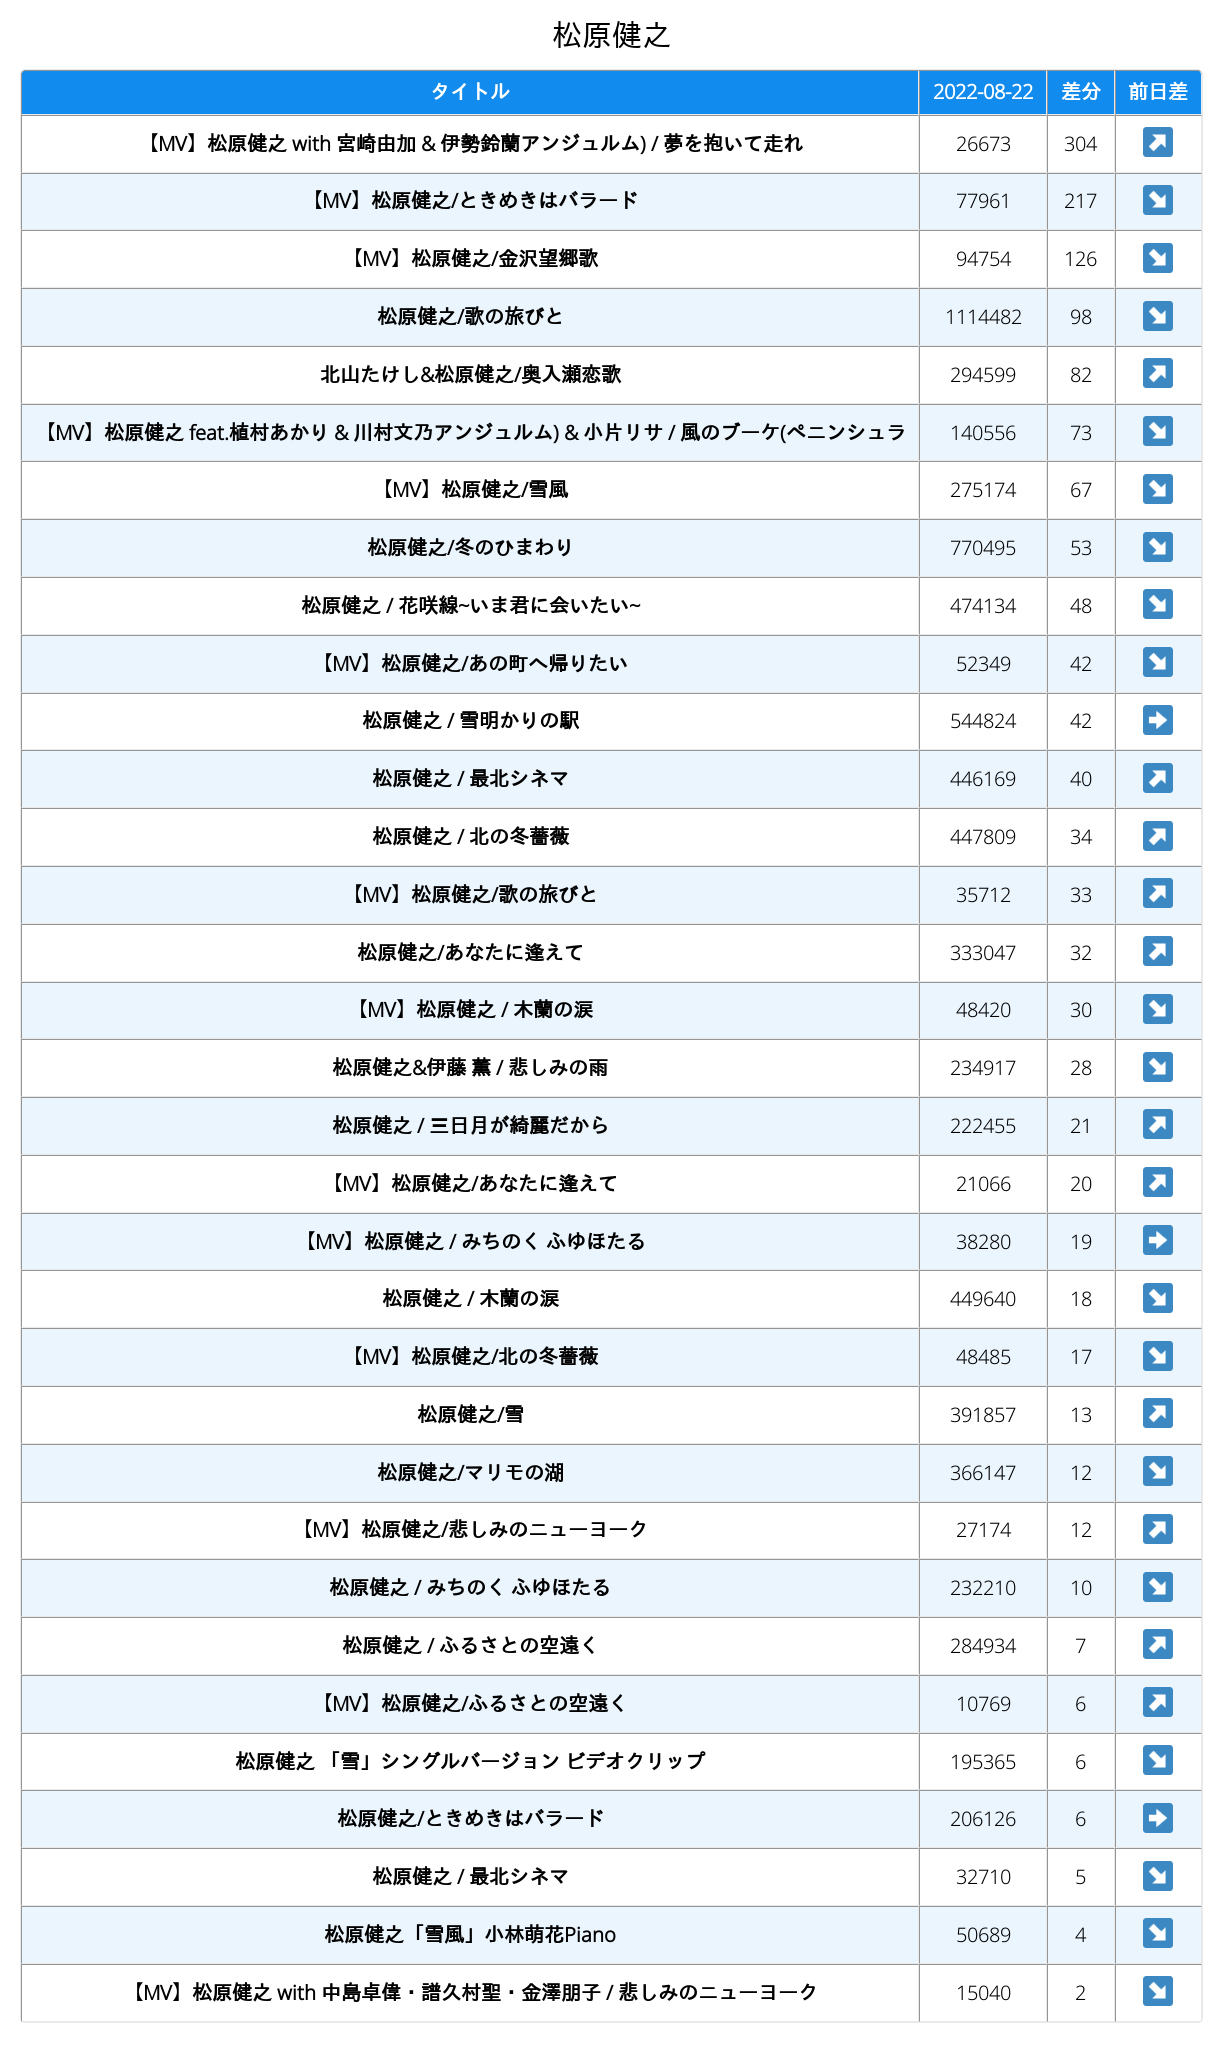 松原健之
タイトル 2022-08-22 差分 前日差
【MV】松原健之 with 宮崎由加 & 伊勢鈴蘭アンジュルム) / 夢を抱いて走れ 26673 304 ↗
【MV】松原健之/ときめきはバラード 77961 217 ↘
【MV】松原健之/金沢望郷歌 94754 126 ↘
松原健之/歌の旅びと 1114482 98 ↘
北山たけし&松原健之/奥入瀬恋歌 294599 82 ↗
【MV】松原健之 feat.植村あかり & 川村文乃アンジュルム) & 小片リサ / 風のブーケ(ペニンシュラ 140556 73 ↘
【MV】松原健之/雪風 275174 67 ↘
松原健之/冬のひまわり 770495 53 ↘
松原健之 / 花咲線~いま君に会いたい~ 474134 48 ↘
【MV】松原健之/あの町へ帰りたい 52349 42 ↘
松原健之 / 雪明かりの駅 544824 42 ➡
松原健之 / 最北シネマ 446169 40 ↗
松原健之 / 北の冬薔薇 447809 34 ↗
【MV】松原健之/歌の旅びと 35712 33 ↗
松原健之/あなたに逢えて 333047 32 ↗
【MV】松原健之 / 木蘭の涙 48420 30 ↘
松原健之&伊藤 薫 / 悲しみの雨 234917 28 ↘
松原健之 / 三日月が綺麗だから 222455 21 ↗
【MV】松原健之/あなたに逢えて 21066 20 ↗
【MV】松原健之 / みちのく ふゆほたる 38280 19 ➡
松原健之 / 木蘭の涙 449640 18 ↘
【MV】松原健之/北の冬薔薇 48485 17 ↘
松原健之/雪 391857 13 ↗
松原健之/マリモの湖 366147 12 ↘
【MV】松原健之/悲しみのニューヨーク 27174 12 ↗
松原健之 / みちのく ふゆほたる 232210 10 ↘
松原健之 / ふるさとの空遠く 284934 7 ↗
【MV】松原健之/ふるさとの空遠く 10769 6 ↗
松原健之 「雪」シングルバージョン ビデオクリップ 195365 6 ↘
松原健之/ときめきはバラード 206126 6 ➡
松原健之 / 最北シネマ 32710 5 ↘
松原健之「雪風」小林萌花Piano 50689 4 ↘
【MV】松原健之 with 中島卓偉・譜久村聖・金澤朋子 / 悲しみのニューヨーク 15040 2 ↘